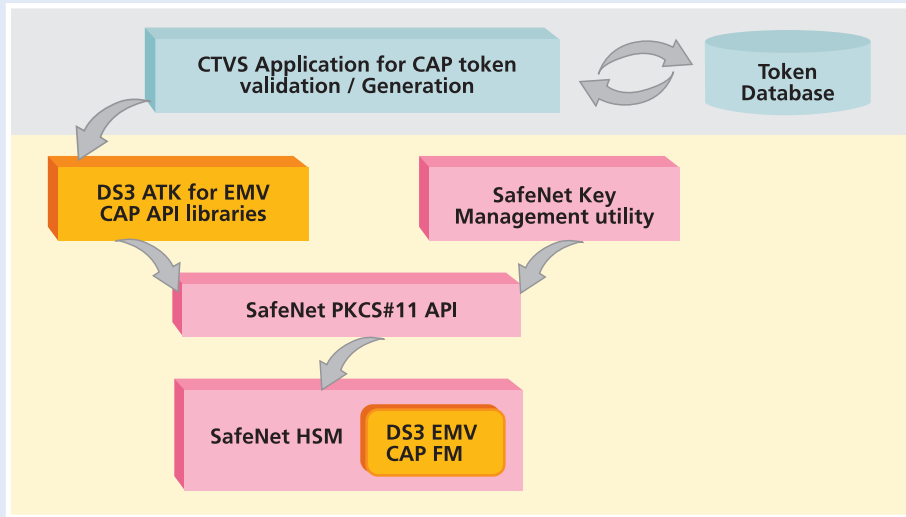 CTVS Application for CAP token
validation / Generation
Token
Database
DS3 ATK for EMV
CAP API libraries
SafeNet Key
Management utility
SafeNet PKCS#11 API
SafeNet HSM
DS3 EMV
CAP FM